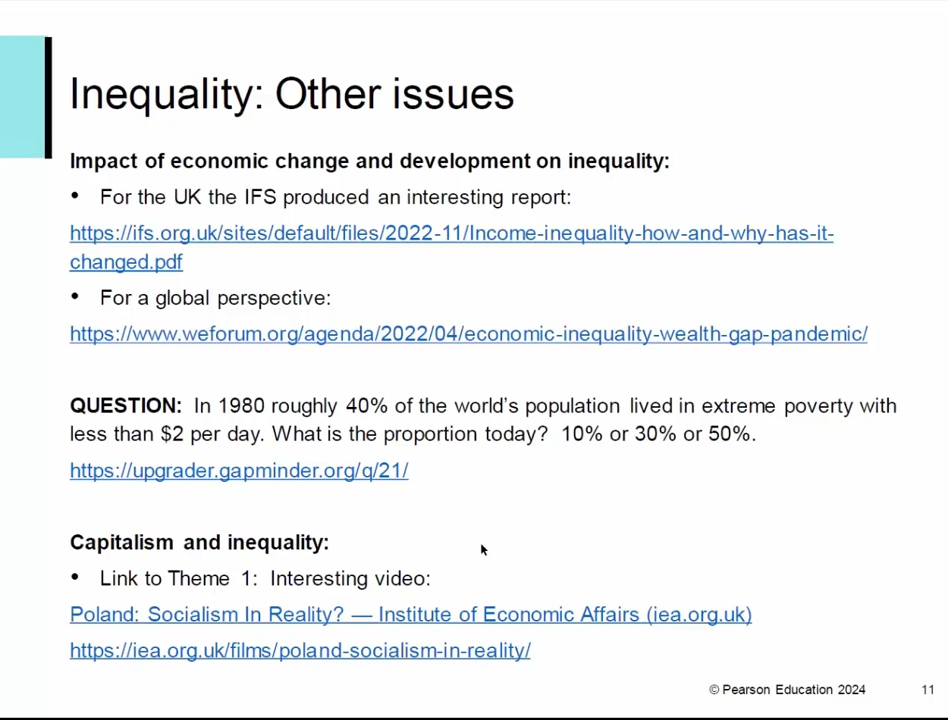 Inequality: Other issues
Impact of economic change and development on inequality:
• For the UK the IFS produced an interesting report:
https://ifs.org.uk/sites/default/files/2022-11/Income-inequality-how-and-why-has-it-
changed.pdf
• For a global perspective:
https://www.weforum.org/agenda/2022/04/economic-inequality-wealth-gap-pandemic/
QUESTION: In 1980 roughly 40% of the world's population lived in extreme poverty with
less than $2 per day. What is the proportion today? 10% or 30% or 50%.
https://upgrader.gapminder.org/q/21/
Capitalism and inequality:
• Link to Theme 1: Interesting video:
Poland: Socialism In Reality? — Institute of Economic Affairs (iea.org.uk)
https://iea.org.uk/films/poland-socialism-in-reality/
© Pearson Education 2024 11